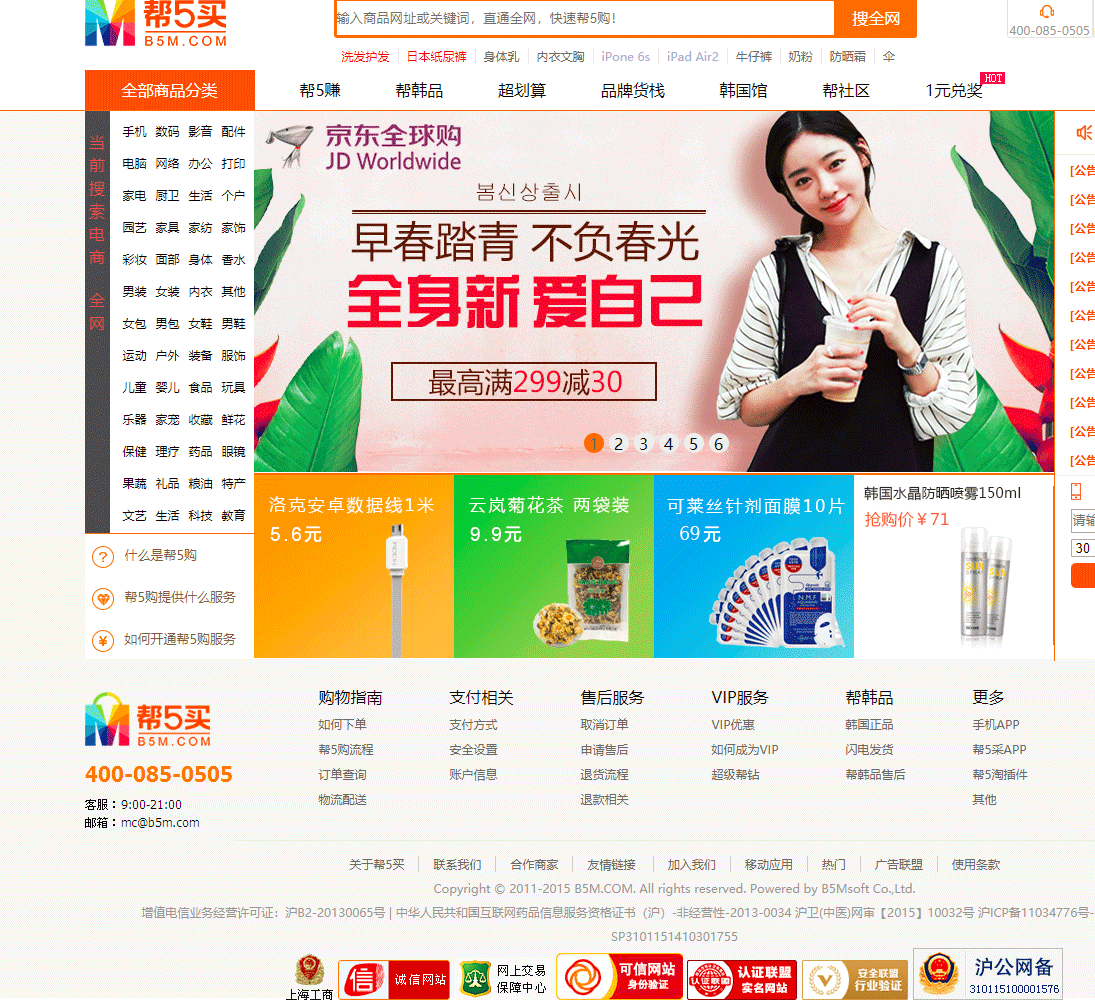 帮5买
B5M.COM
输入商品网址或关键词，直通全网，快速帮5购！
搜全网
400-085-0505
洗发护发 日本纸尿裤 身体乳 内衣文胸 iPone 6s iPad Air2 牛仔裤 奶粉 防晒霜 伞
全部商品分类 帮5赚 帮韩品 超划算 品牌货栈 韩国馆 帮社区 1元兑奖 HOT
当前搜索电商 全网
手机 数码 影音 配件
电脑 网络 办公 打印
家电 厨卫 生活 个户
园艺 家具 家纺 家饰
彩妆 面部 身体 香水
男装 女装 内衣 其他
女包 男包 女鞋 男鞋
运动 户外 装备 服饰
儿童 婴儿 食品 玩具
乐器 家宠 收藏 鲜花
保健 理疗 药品 眼镜
果蔬 礼品 粮油 特产
文艺 生活 科技 教育
什么是帮5购
帮5购提供什么服务
如何开通帮5购服务
京东全球购
JD Worldwide
봄신상출시
早春踏青 不负春光
全身新 爱自己
最高满299减30
1 2 3 4 5 6
[公告
[公告
[公告
[公告
[公告
[公告
[公告
[公告
[公告
[公告
[公告
请输
30
洛克安卓数据线1米
5.6元
云岚菊花茶 两袋装
9.9元
可莱丝针剂面膜10片
69元
韩国水晶防晒喷雾150ml
抢购价￥71
帮5买
B5M.COM
400-085-0505
客服：9:00-21:00
邮箱：mc@b5m.com
购物指南
如何下单
帮5购流程
订单查询
物流配送
支付相关
支付方式
安全设置
账户信息
售后服务
取消订单
申请售后
退货流程
退款相关
VIP服务
VIP优惠
如何成为VIP
超级帮钻
帮韩品
韩国正品
闪电发货
帮韩品售后
更多
手机APP
帮5采APP
帮5淘插件
其他
关于帮5买 联系我们 合作商家 友情链接 加入我们 移动应用 热门 广告联盟 使用条款
Copyright © 2011-2015 B5M.COM. All rights reserved. Powered by B5Msoft Co.,Ltd.
增值电信业务经营许可证：沪B2-20130065号 | 中华人民共和国互联网药品信息服务资格证书（沪）-非经营性-2013-0034 沪卫(中医)网审【2015】10032号 沪ICP备11034776号-
SP3101151410301755
上海工商
信 诚信网站
网上交易
保障中心
可信网站
身份验证
认证联盟
认证联盟
实名网站
安全联盟
行业验证
沪公网备
310115100001576